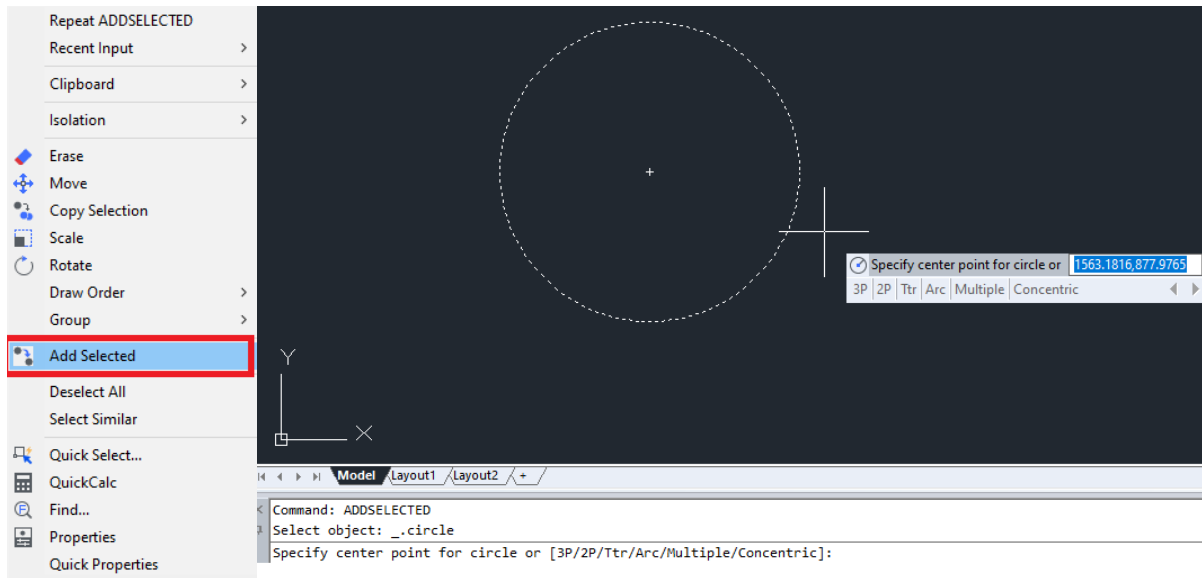 Repeat ADDSELECTED
Recent Input
Clipboard
Isolation
Erase
Move
Copy Selection
Scale
Rotate
Draw Order
Group
Add Selected
Deselect All
Select Similar
Quick Select...
QuickCalc
Find...
Properties
Quick Properties
Specify center point for circle or 1563.1816,877.9765
3P 2P Ttr Arc Multiple Concentric
Y
X
Model Layout1 Layout2 +
Command: ADDSELECTED
Select object: _.circle
Specify center point for circle or [3P/2P/Ttr/Arc/Multiple/Concentric]: